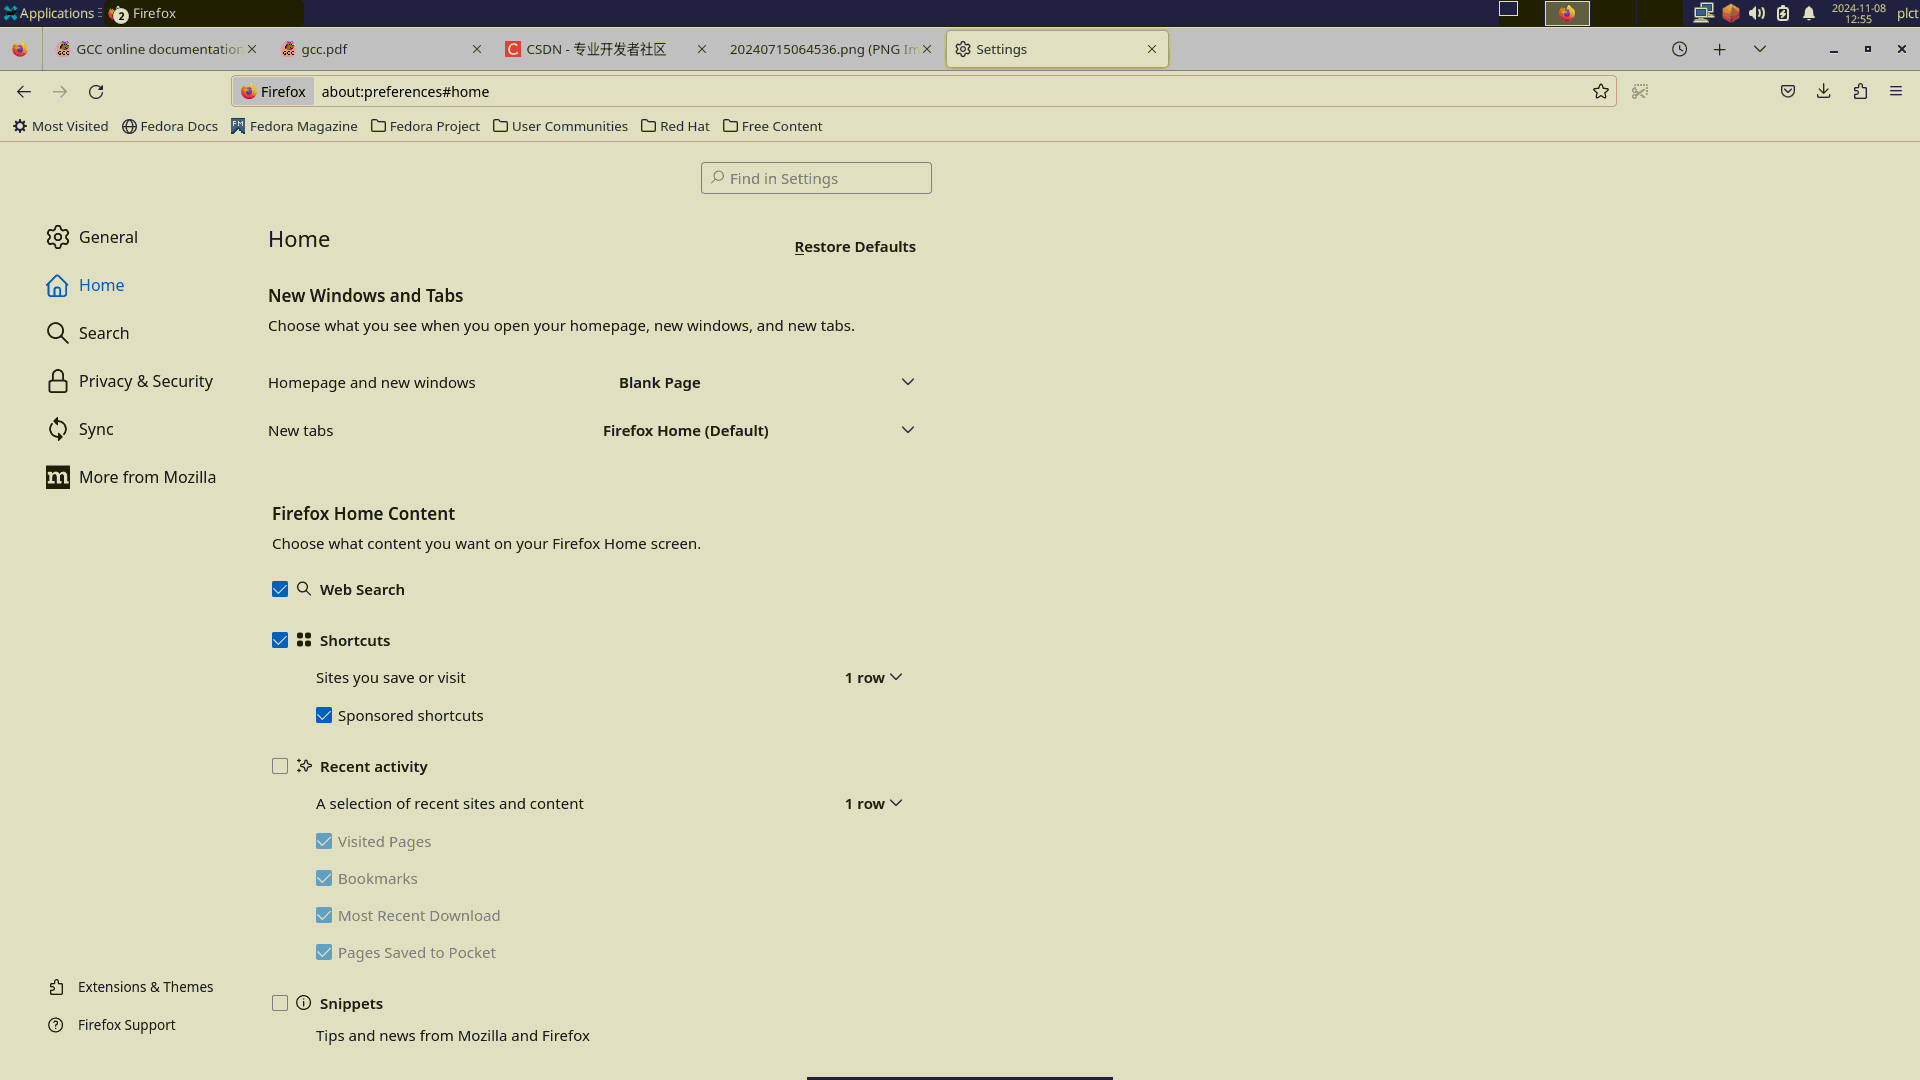 Applications
2 Firefox
2024-11-08
12:55
plct
GCC online documentation
gcc.pdf
CSDN - 专业开发者社区
20240715064536.png (PNG Im
Settings
Firefox about:preferences#home
Most Visited
Fedora Docs
Fedora Magazine
Fedora Project
User Communities
Red Hat
Free Content
Find in Settings
General
Home
Search
Privacy & Security
Sync
More from Mozilla
Home
Restore Defaults
New Windows and Tabs
Choose what you see when you open your homepage, new windows, and new tabs.
Homepage and new windows Blank Page
New tabs Firefox Home (Default)
Firefox Home Content
Choose what content you want on your Firefox Home screen.
Web Search
Shortcuts
Sites you save or visit 1 row
Sponsored shortcuts
Recent activity
A selection of recent sites and content 1 row
Visited Pages
Bookmarks
Most Recent Download
Pages Saved to Pocket
Snippets
Tips and news from Mozilla and Firefox
Extensions & Themes
Firefox Support